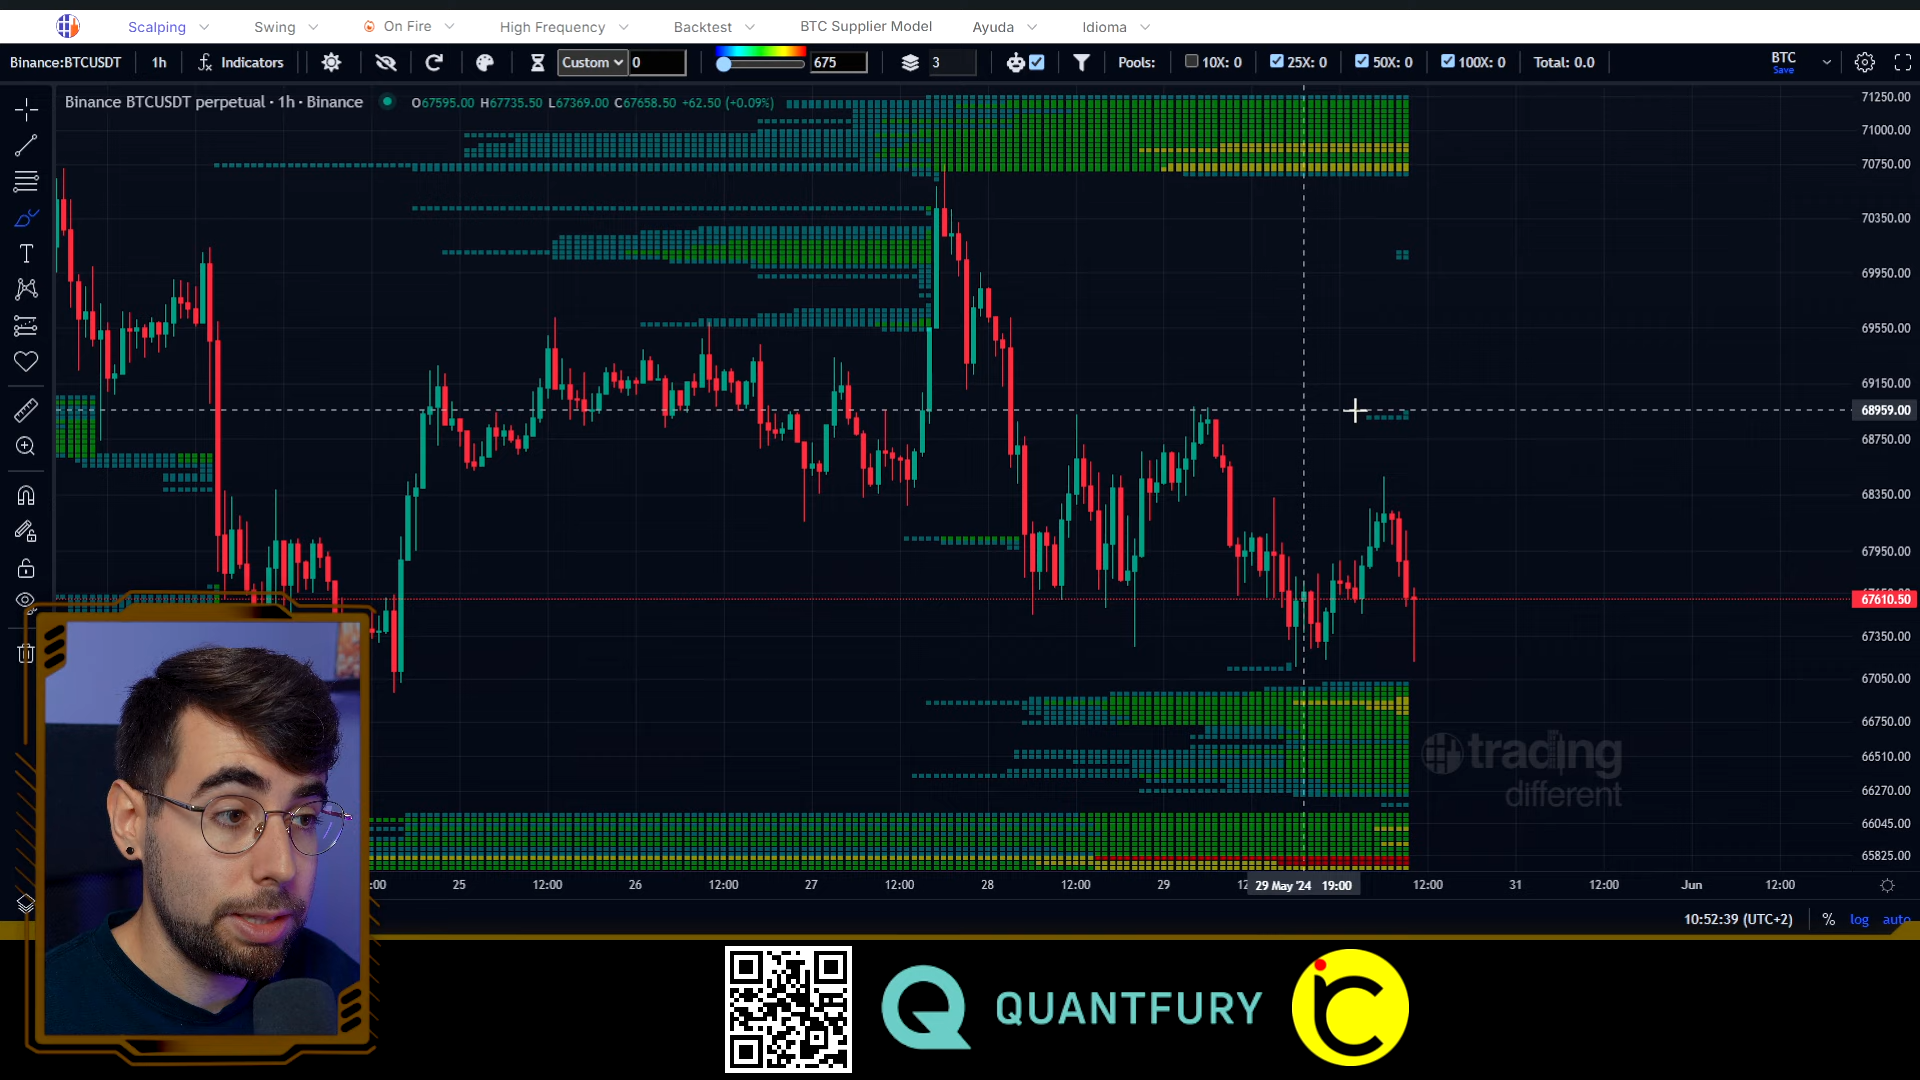 Scalping Swing On Fire High Frequency Backtest BTC Supplier Model Ayuda Idioma
Binance:BTCUSDT 1h Indicators Custom 0 675 3 Pools: 10X: 0 25X: 0 50X: 0 100X: 0 Total: 0.0 BTC
Save
Binance BTCUSDT perpetual · 1h · Binance O67595.00 H67735.50 L67369.00 C67658.50 +62.50 (+0.09%)
71250.00
71000.00
70750.00
70350.00
69950.00
69550.00
69150.00
68959.00
68750.00
68350.00
67950.00
67610.50
67350.00
67050.00
66750.00
66510.00
66270.00
66045.00
65825.00
trading
different
:00 25 12:00 26 12:00 27 12:00 28 12:00 29 29 May '24 19:00 12:00 31 12:00 Jun 12:00
10:52:39 (UTC+2) % log auto
QUANTFURY